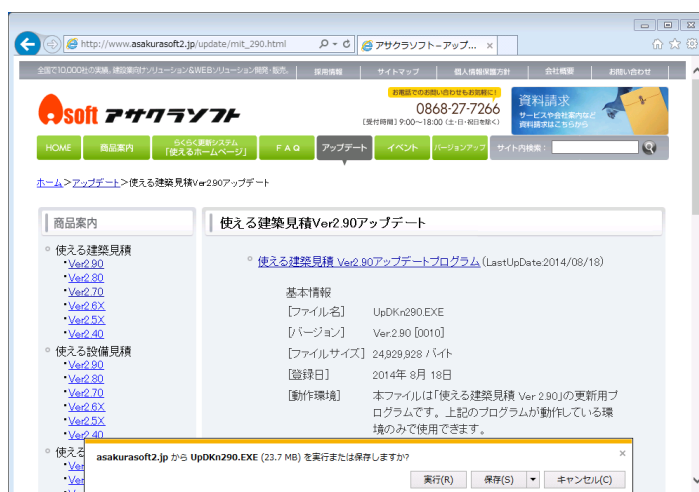 http://www.asakurasoft2.jp/update/mit_290.html
アサクラソフト-アップ...
全国で10,000社の実績。建設業向けソリューション&WEBソリューション開発・販売。
採用情報
サイトマップ
個人情報保護方針
会社概要
お問い合わせ
asoft アサクラソフト
お電話でのお問い合わせもお気軽に!
0868-27-7266
[受付時間]9:00〜18:00(土・日・祝日を除く)
資料請求
サービスや会社案内など
資料請求はこちらから
HOME
商品案内
らくらく更新システム
「使えるホームページ」
FAQ
アップデート
イベント
バージョンアップ
サイト内検索:
ホーム>アップデート>使える建築見積Ver2.90アップデート
商品案内
使える建築見積
・Ver2.90
・Ver2.80
・Ver2.70
・Ver2.6X
・Ver2.5X
・Ver2.40
使える設備見積
・Ver2.90
・Ver2.80
・Ver2.70
・Ver2.6X
・Ver2.5X
・Ver2.40
使える
・Ver
・Ver
使える建築見積Ver2.90アップデート
使える建築見積 Ver2.90アップデートプログラム(LastUpDate:2014/08/18)
基本情報
[ファイル名] UpDKn290.EXE
[バージョン] Ver.2.90 [0010]
[ファイルサイズ] 24,929,928 バイト
[登録日] 2014年 8月 18日
[動作環境] 本ファイルは「使える建築見積 Ver 2.90」の更新用プ
ログラムです。上記のプログラムが動作している環
境のみで使用できます。
asakurasoft2.jp から UpDKn290.EXE (23.7 MB) を実行または保存しますか?
実行(R)
保存(S)
キャンセル(C)